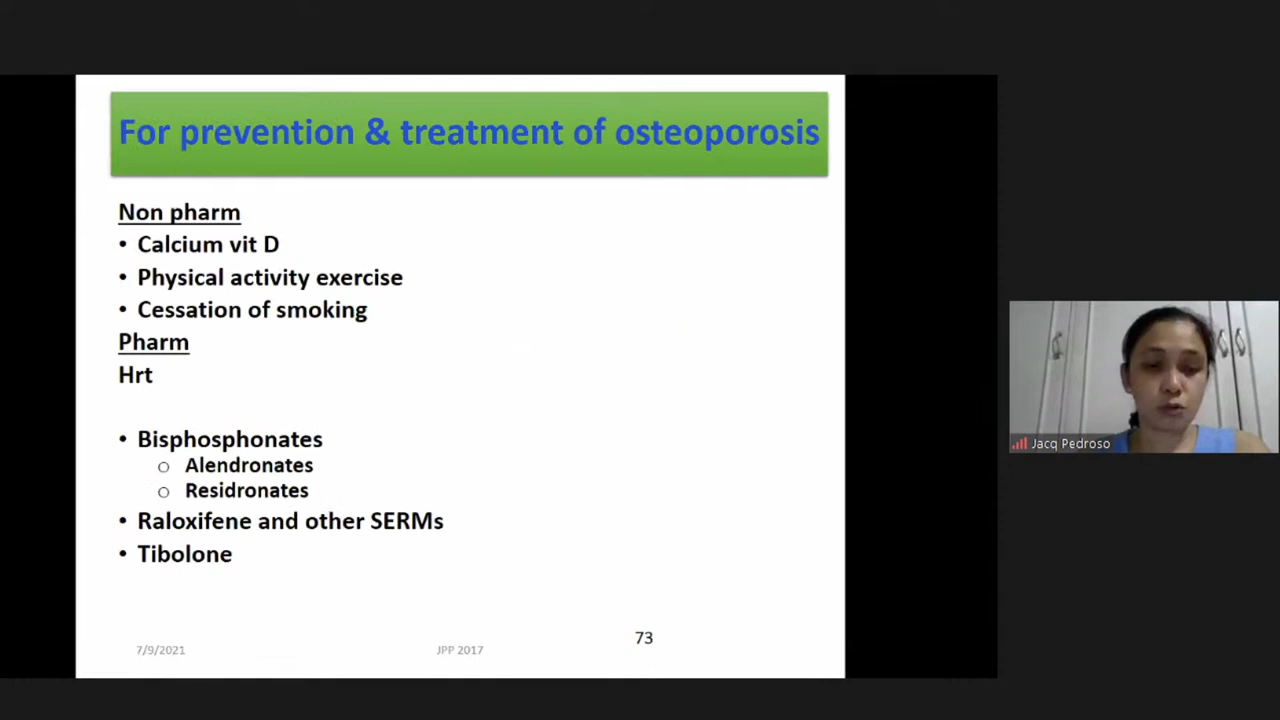 For prevention & treatment of osteoporosis
Non pharm
• Calcium vit D
• Physical activity exercise
• Cessation of smoking
Pharm
Hrt
• Bisphosphonates
o Alendronates
o Residronates
• Raloxifene and other SERMs
• Tibolone
7/9/2021
JPP 2017
73
Jacq Pedroso